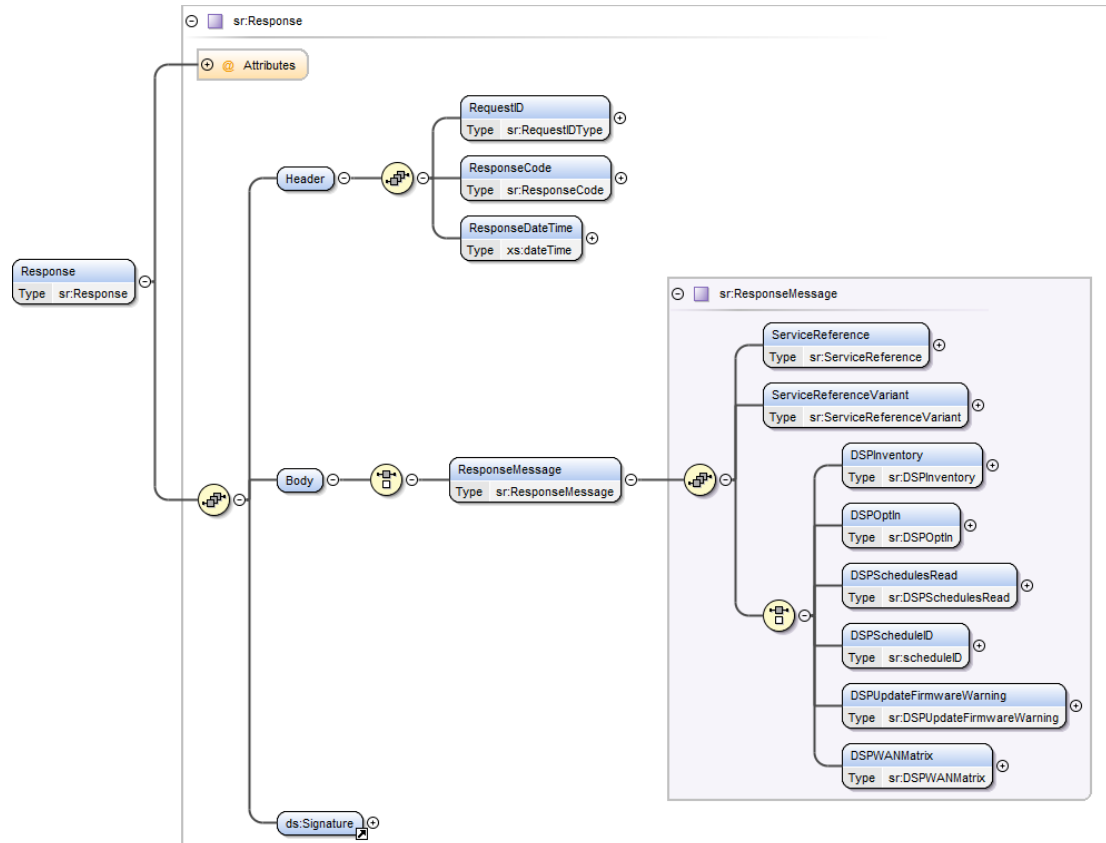 sr:Response
@ Attributes
RequestID
Type sr:RequestIDType
ResponseCode
Type sr:ResponseCode
ResponseDateTime
Type xs:dateTime
Header
Response
Type sr:Response
sr:ResponseMessage
ServiceReference
Type sr:ServiceReference
ServiceReferenceVariant
Type sr:ServiceReferenceVariant
Body
ResponseMessage
Type sr:ResponseMessage
DSPInventory
Type sr:DSPInventory
DSPOptIn
Type sr:DSPOptIn
DSPSchedulesRead
Type sr:DSPSchedulesRead
DSPScheduleID
Type sr:scheduleID
DSPUpdateFirmwareWarning
Type sr:DSPUpdateFirmwareWarning
DSPWANMatrix
Type sr:DSPWANMatrix
ds:Signature